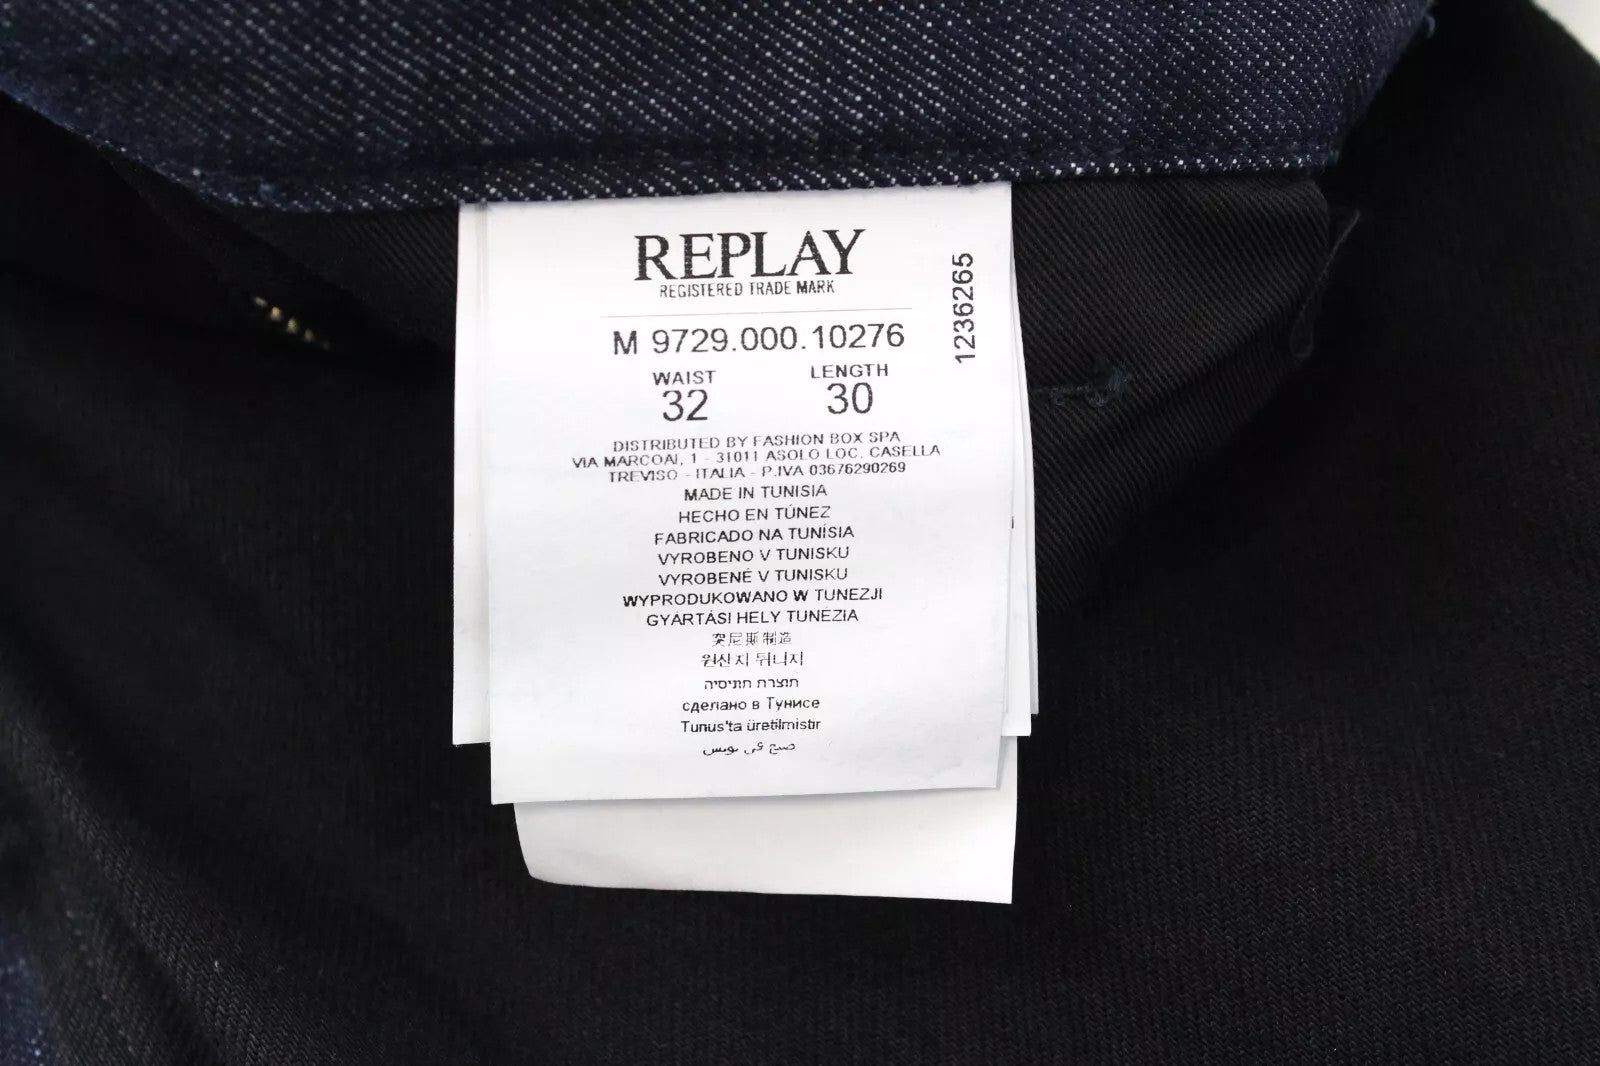 REPLAY
REGISTERED TRADE MARK
1236265
M 9729.000.10276
WAIST LENGTH
32 30
DISTRIBUTED BY FASHION BOX SPA
VIA MARCOAI, 1 - 31011 ASOLO LOC. CASELLA
TREVISO - ITALIA - P.IVA 03676290269
MADE IN TUNISIA
HECHO EN TÚNEZ
FABRICADO NA TUNÍSIA
VYROBENO V TUNISKU
VYROBENÉ V TUNISKU
WYPRODUKOWANO W TUNEZJI
GYÁRTÁSI HELY TUNÉZIA
突尼斯制造
원산지 튀니지
תוצרת תוניסיה
сделано в Тунисе
Tunus'ta üretilmistir
صنع في تونس